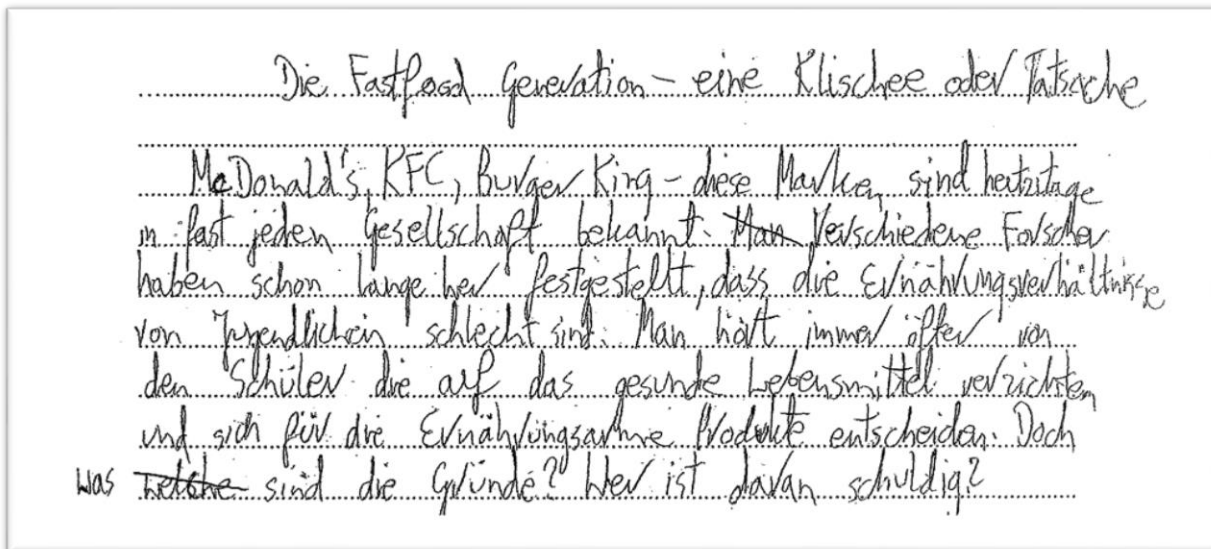 Die Fastfood Generation – eine Klischee oder Tatsache
McDonald's, KFC, Burger King – diese Marken sind heutzutage
in fast jeden Gesellschaft bekannt. Man Verschiedene Forscher
haben schon lange her festgestellt, dass die Ernährungsverhältnisse
von Jugendlichen schlecht sind. Man hört immer öfter von
den Schüler die auf das gesunde Lebensmittel verzichten
und sich für die Ernährungsarme Produkte entscheiden. Doch
was welche sind die Gründe? Wer ist daran schuldig?